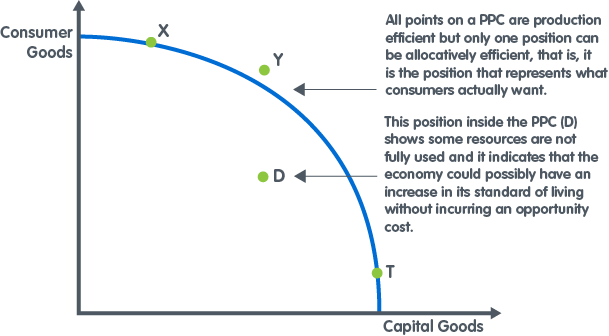 Consumer
Goods
X
Y
D
T
Capital Goods
All points on a PPC are production
efficient but only one position can
be allocatively efficient, that is, it
is the position that represents what
consumers actually want.
This position inside the PPC (D)
shows some resources are not
fully used and it indicates that the
economy could possibly have an
increase in its standard of living
without incurring an opportunity
cost.